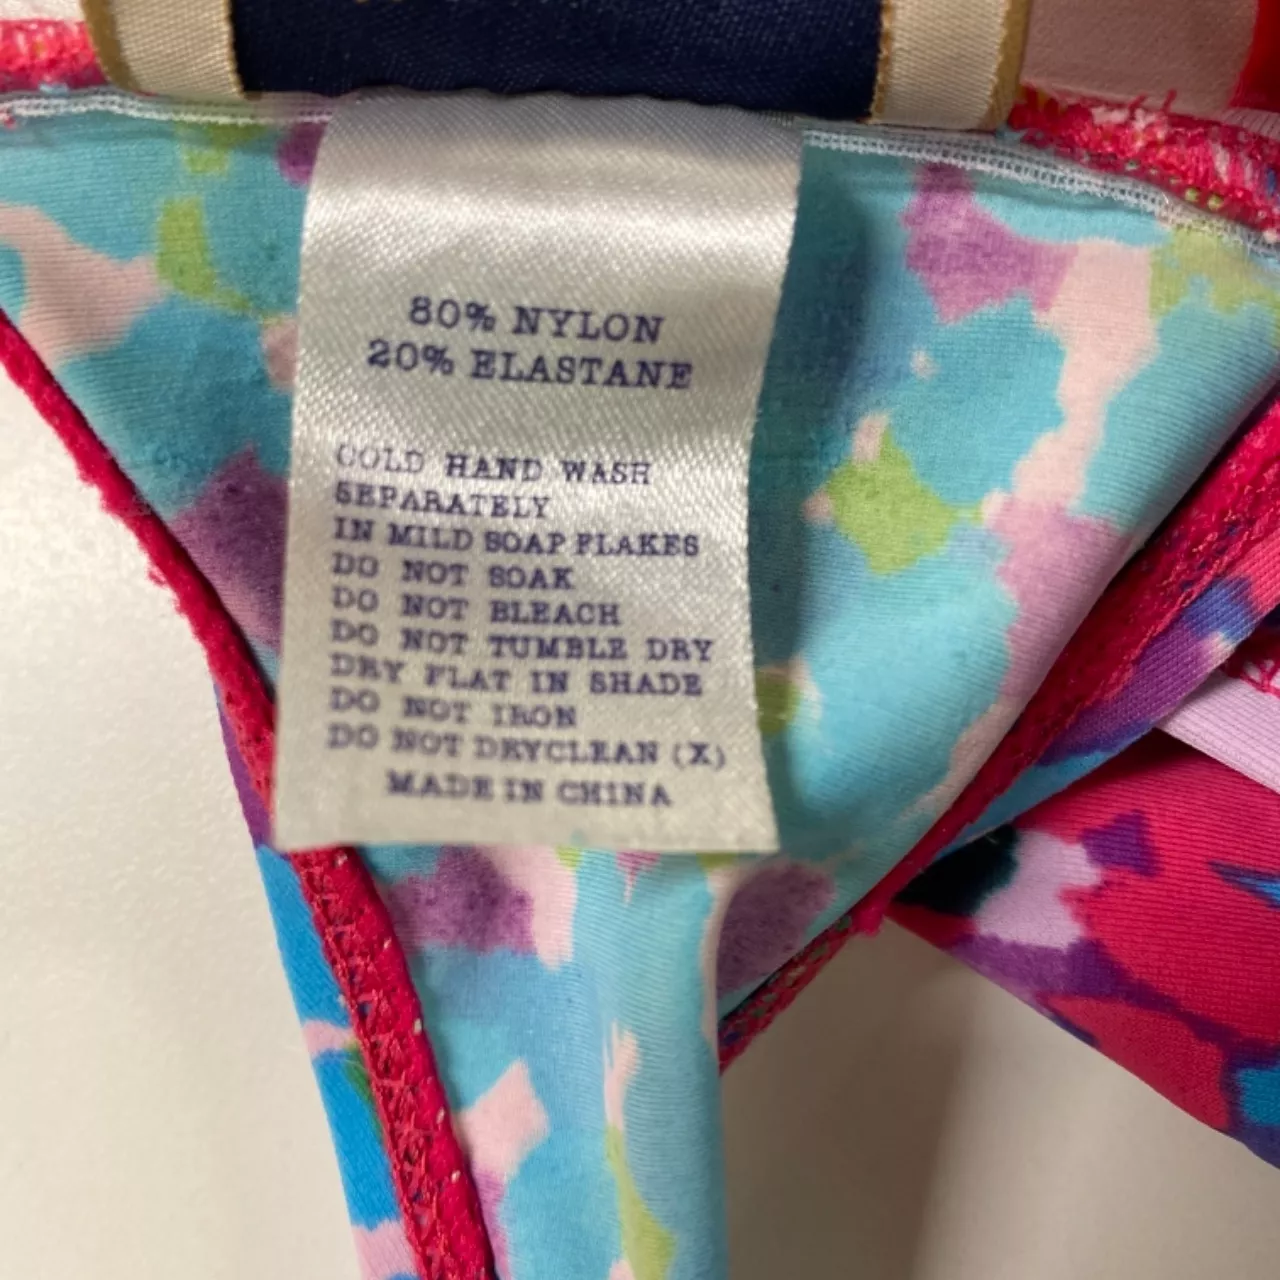 80% NYLON
20% ELASTANE
COLD HAND WASH
SEPARATELY
IN MILD SOAP FLAKES
DO NOT SOAK
DO NOT BLEACH
DO NOT TUMBLE DRY
DRY FLAT IN SHADE
DO NOT IRON
DO NOT DRYCLEAN (X)
MADE IN CHINA